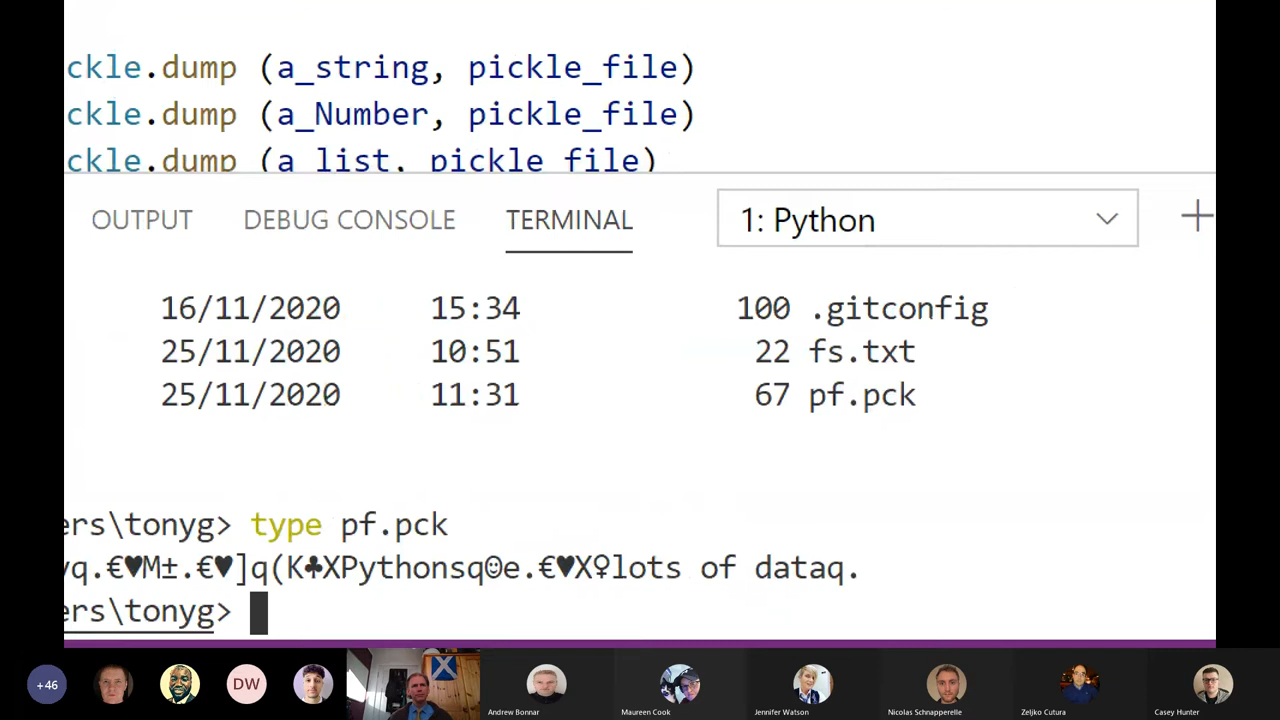 ckle.dump (a_string, pickle_file)
ckle.dump (a_Number, pickle_file)
ckle.dump (a_list, pickle_file)
OUTPUT DEBUG CONSOLE TERMINAL 1: Python
16/11/2020 15:34 100 .gitconfig
25/11/2020 10:51 22 fs.txt
25/11/2020 11:31 67 pf.pck
ers\tonyg> type pf.pck
yq.€♥M±.€♥]q(K♣XPythonsq☺e.€♥X♀lots of dataq.
ers\tonyg>
+46 DW Andrew Bonnar Maureen Cook Jennifer Watson Nicolas Schnapperelle Zeljko Cutura Casey Hunter